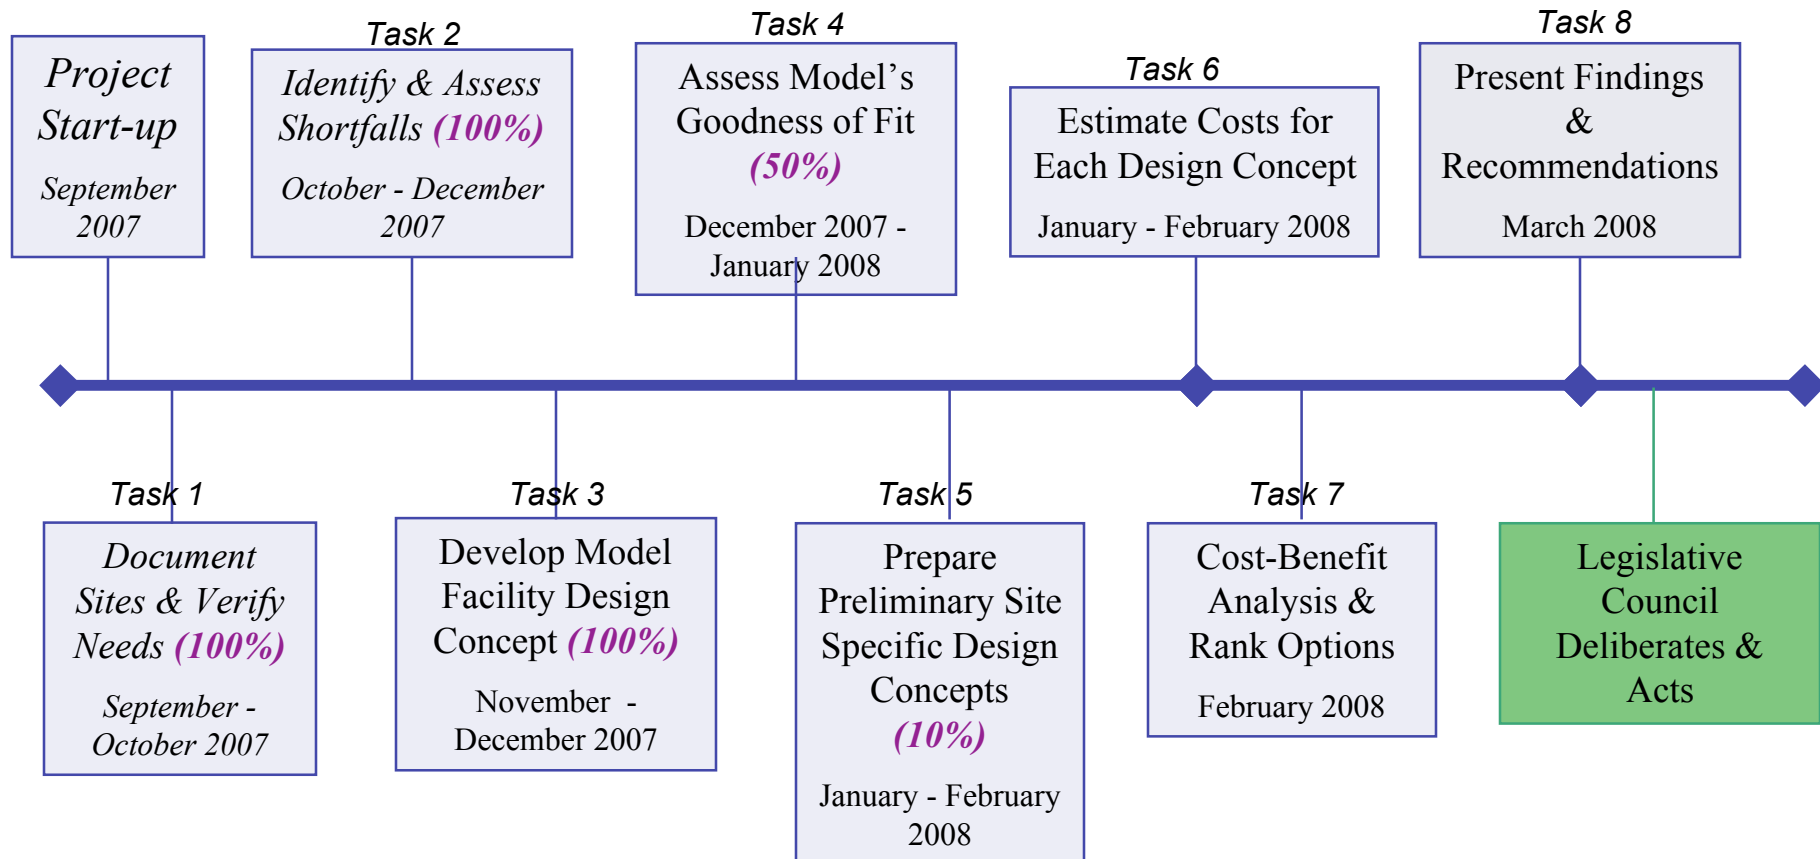 Project
Start-up
September
2007
Task 1
Document
Sites & Verify
Needs (100%)
September -
October 2007
Task 2
Identify & Assess
Shortfalls (100%)
October - December
2007
Task 3
Develop Model
Facility Design
Concept (100%)
November -
December 2007
Task 4
Assess Model’s
Goodness of Fit
(50%)
December 2007 -
January 2008
Task 5
Prepare
Preliminary Site
Specific Design
Concepts
(10%)
January - February
2008
Task 6
Estimate Costs for
Each Design Concept
January - February 2008
Task 7
Cost-Benefit
Analysis &
Rank Options
February 2008
Task 8
Present Findings
&
Recommendations
March 2008
Legislative
Council
Deliberates &
Acts